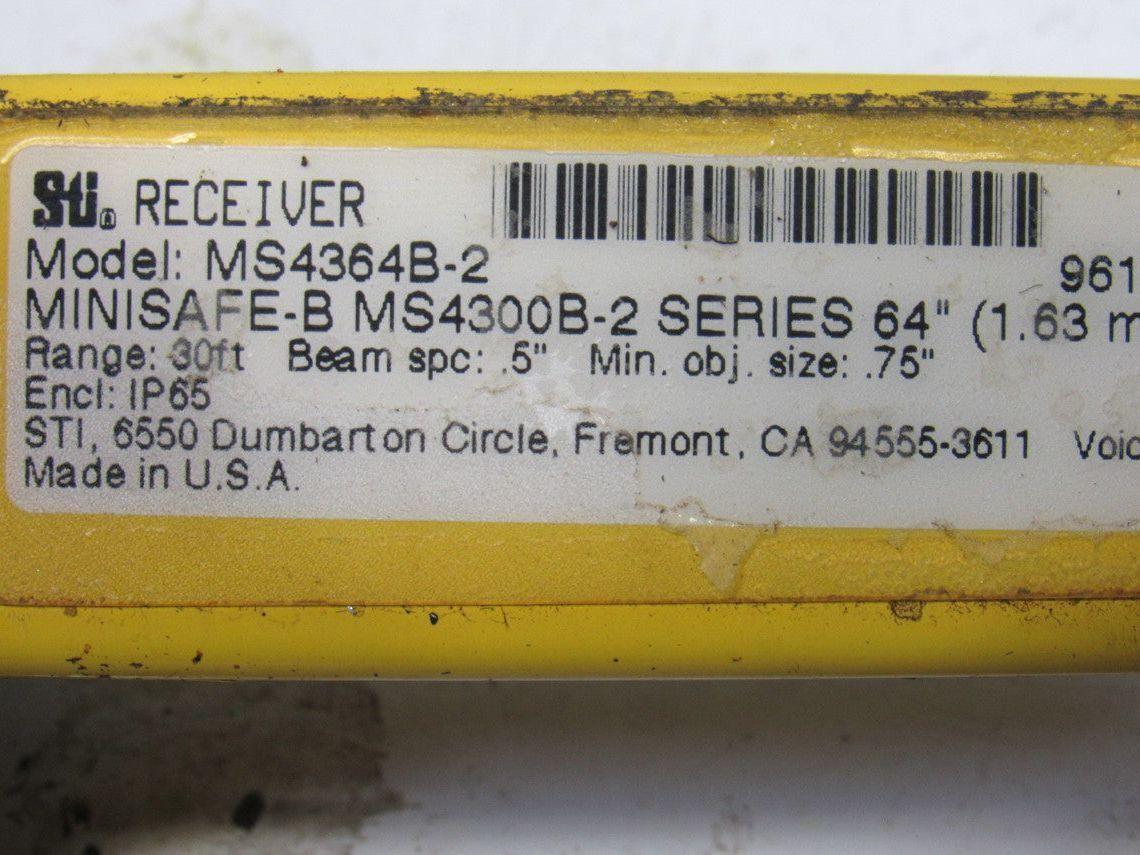 STI RECEIVER
Model: MS4364B-2 961
MINISAFE-B MS4300B-2 SERIES 64" (1.63 m
Range: 30ft Beam spc: .5" Min. obj. size: .75"
Encl: IP65
STI, 6550 Dumbarton Circle, Fremont, CA 94555-3611 Voic
Made in U.S.A.